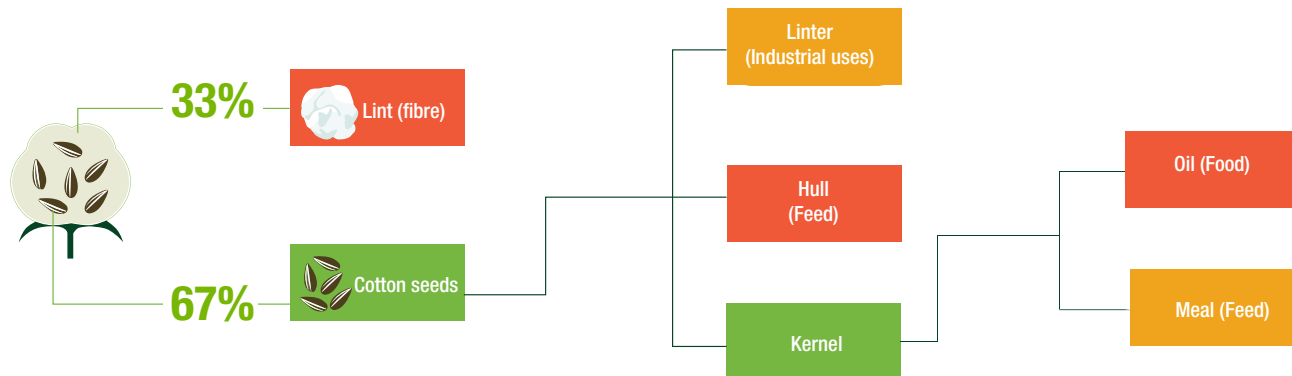 33%
Lint (fibre)
67%
Cotton seeds
Linter
(Industrial uses)
Hull
(Feed)
Kernel
Oil (Food)
Meal (Feed)